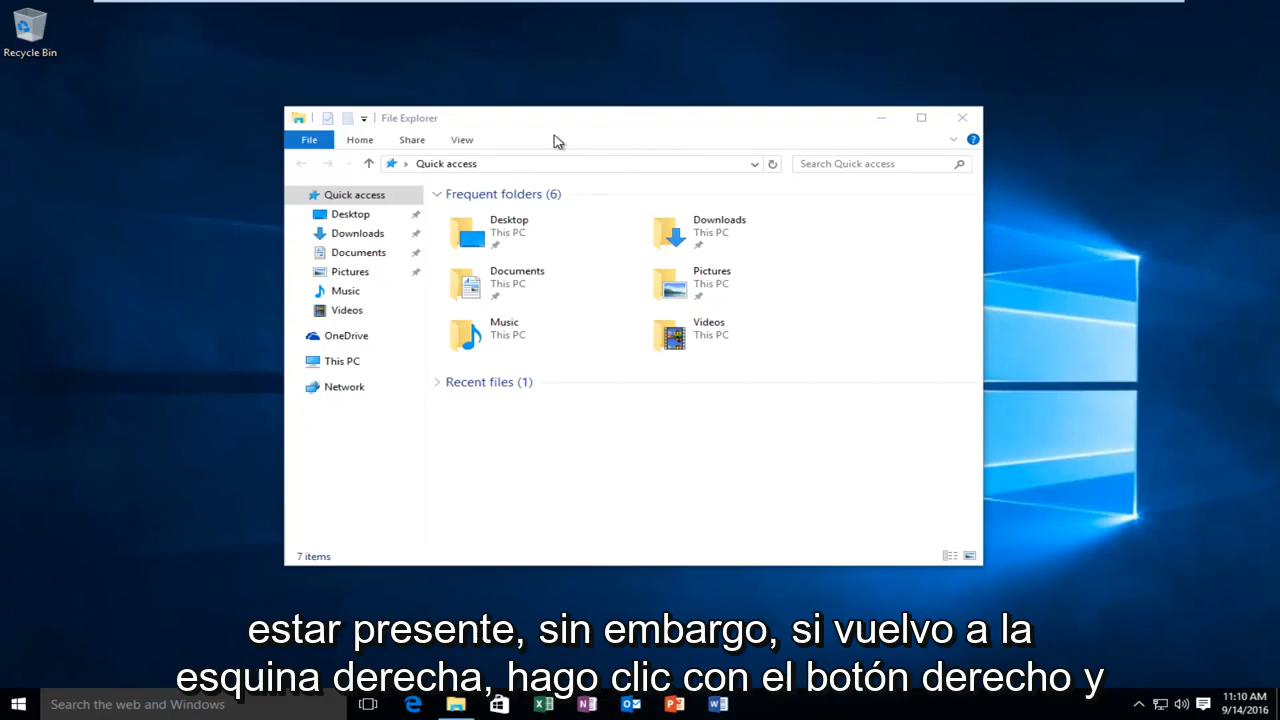 Recycle Bin
File Explorer
File Home Share View
Quick access
Search Quick access
Quick access
Desktop
Downloads
Documents
Pictures
Music
Videos
OneDrive
This PC
Network
Frequent folders (6)
Desktop
This PC
Downloads
This PC
Documents
This PC
Pictures
This PC
Music
This PC
Videos
This PC
Recent files (1)
7 items
estar presente, sin embargo, si vuelvo a la
esquina derecha, hago clic con el botón derecho y
Search the web and Windows
11:10 AM
9/14/2016